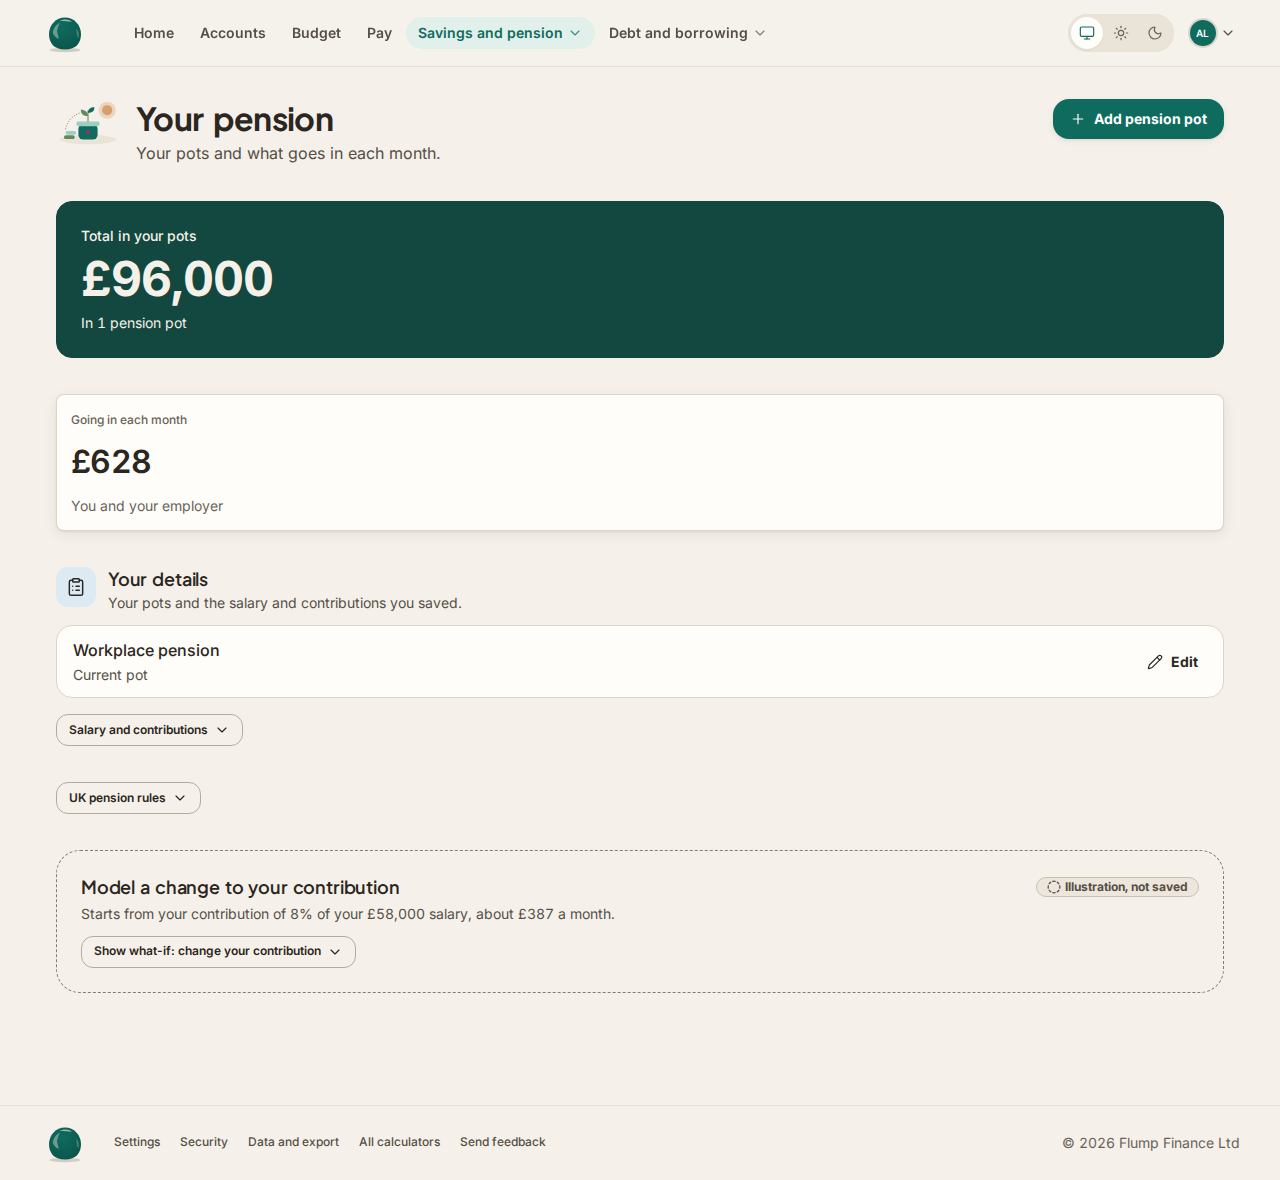 Home Accounts Budget Pay Savings and pension Debt and borrowing AL
Your pension
Your pots and what goes in each month.
Add pension pot
Total in your pots
£96,000
In 1 pension pot
Going in each month
£628
You and your employer
Your details
Your pots and the salary and contributions you saved.
Workplace pension
Current pot
Edit
Salary and contributions
UK pension rules
Model a change to your contribution
Illustration, not saved
Starts from your contribution of 8% of your £58,000 salary, about £387 a month.
Show what-if: change your contribution
Settings Security Data and export All calculators Send feedback © 2026 Flump Finance Ltd